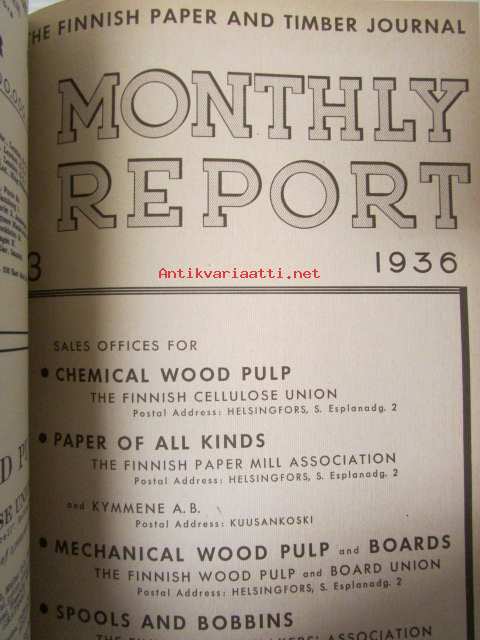 THE FINNISH PAPER AND TIMBER JOURNAL
MONTHLY
REPORT
3 1936
Antikvariaatti.net
SALES OFFICES FOR
• CHEMICAL WOOD PULP
THE FINNISH CELLULOSE UNION
Postal Address: HELSINGFORS, S. Esplanadg. 2
• PAPER OF ALL KINDS
THE FINNISH PAPER MILL ASSOCIATION
Postal Address: HELSINGFORS, S. Esplanadg. 2
and KYMMENE A.B.
Postal Address: KUUSANKOSKI
• MECHANICAL WOOD PULP and BOARDS
THE FINNISH WOOD PULP and BOARD UNION
Postal Address: HELSINGFORS, S. Esplanadg. 2
• SPOOLS AND BOBBINS